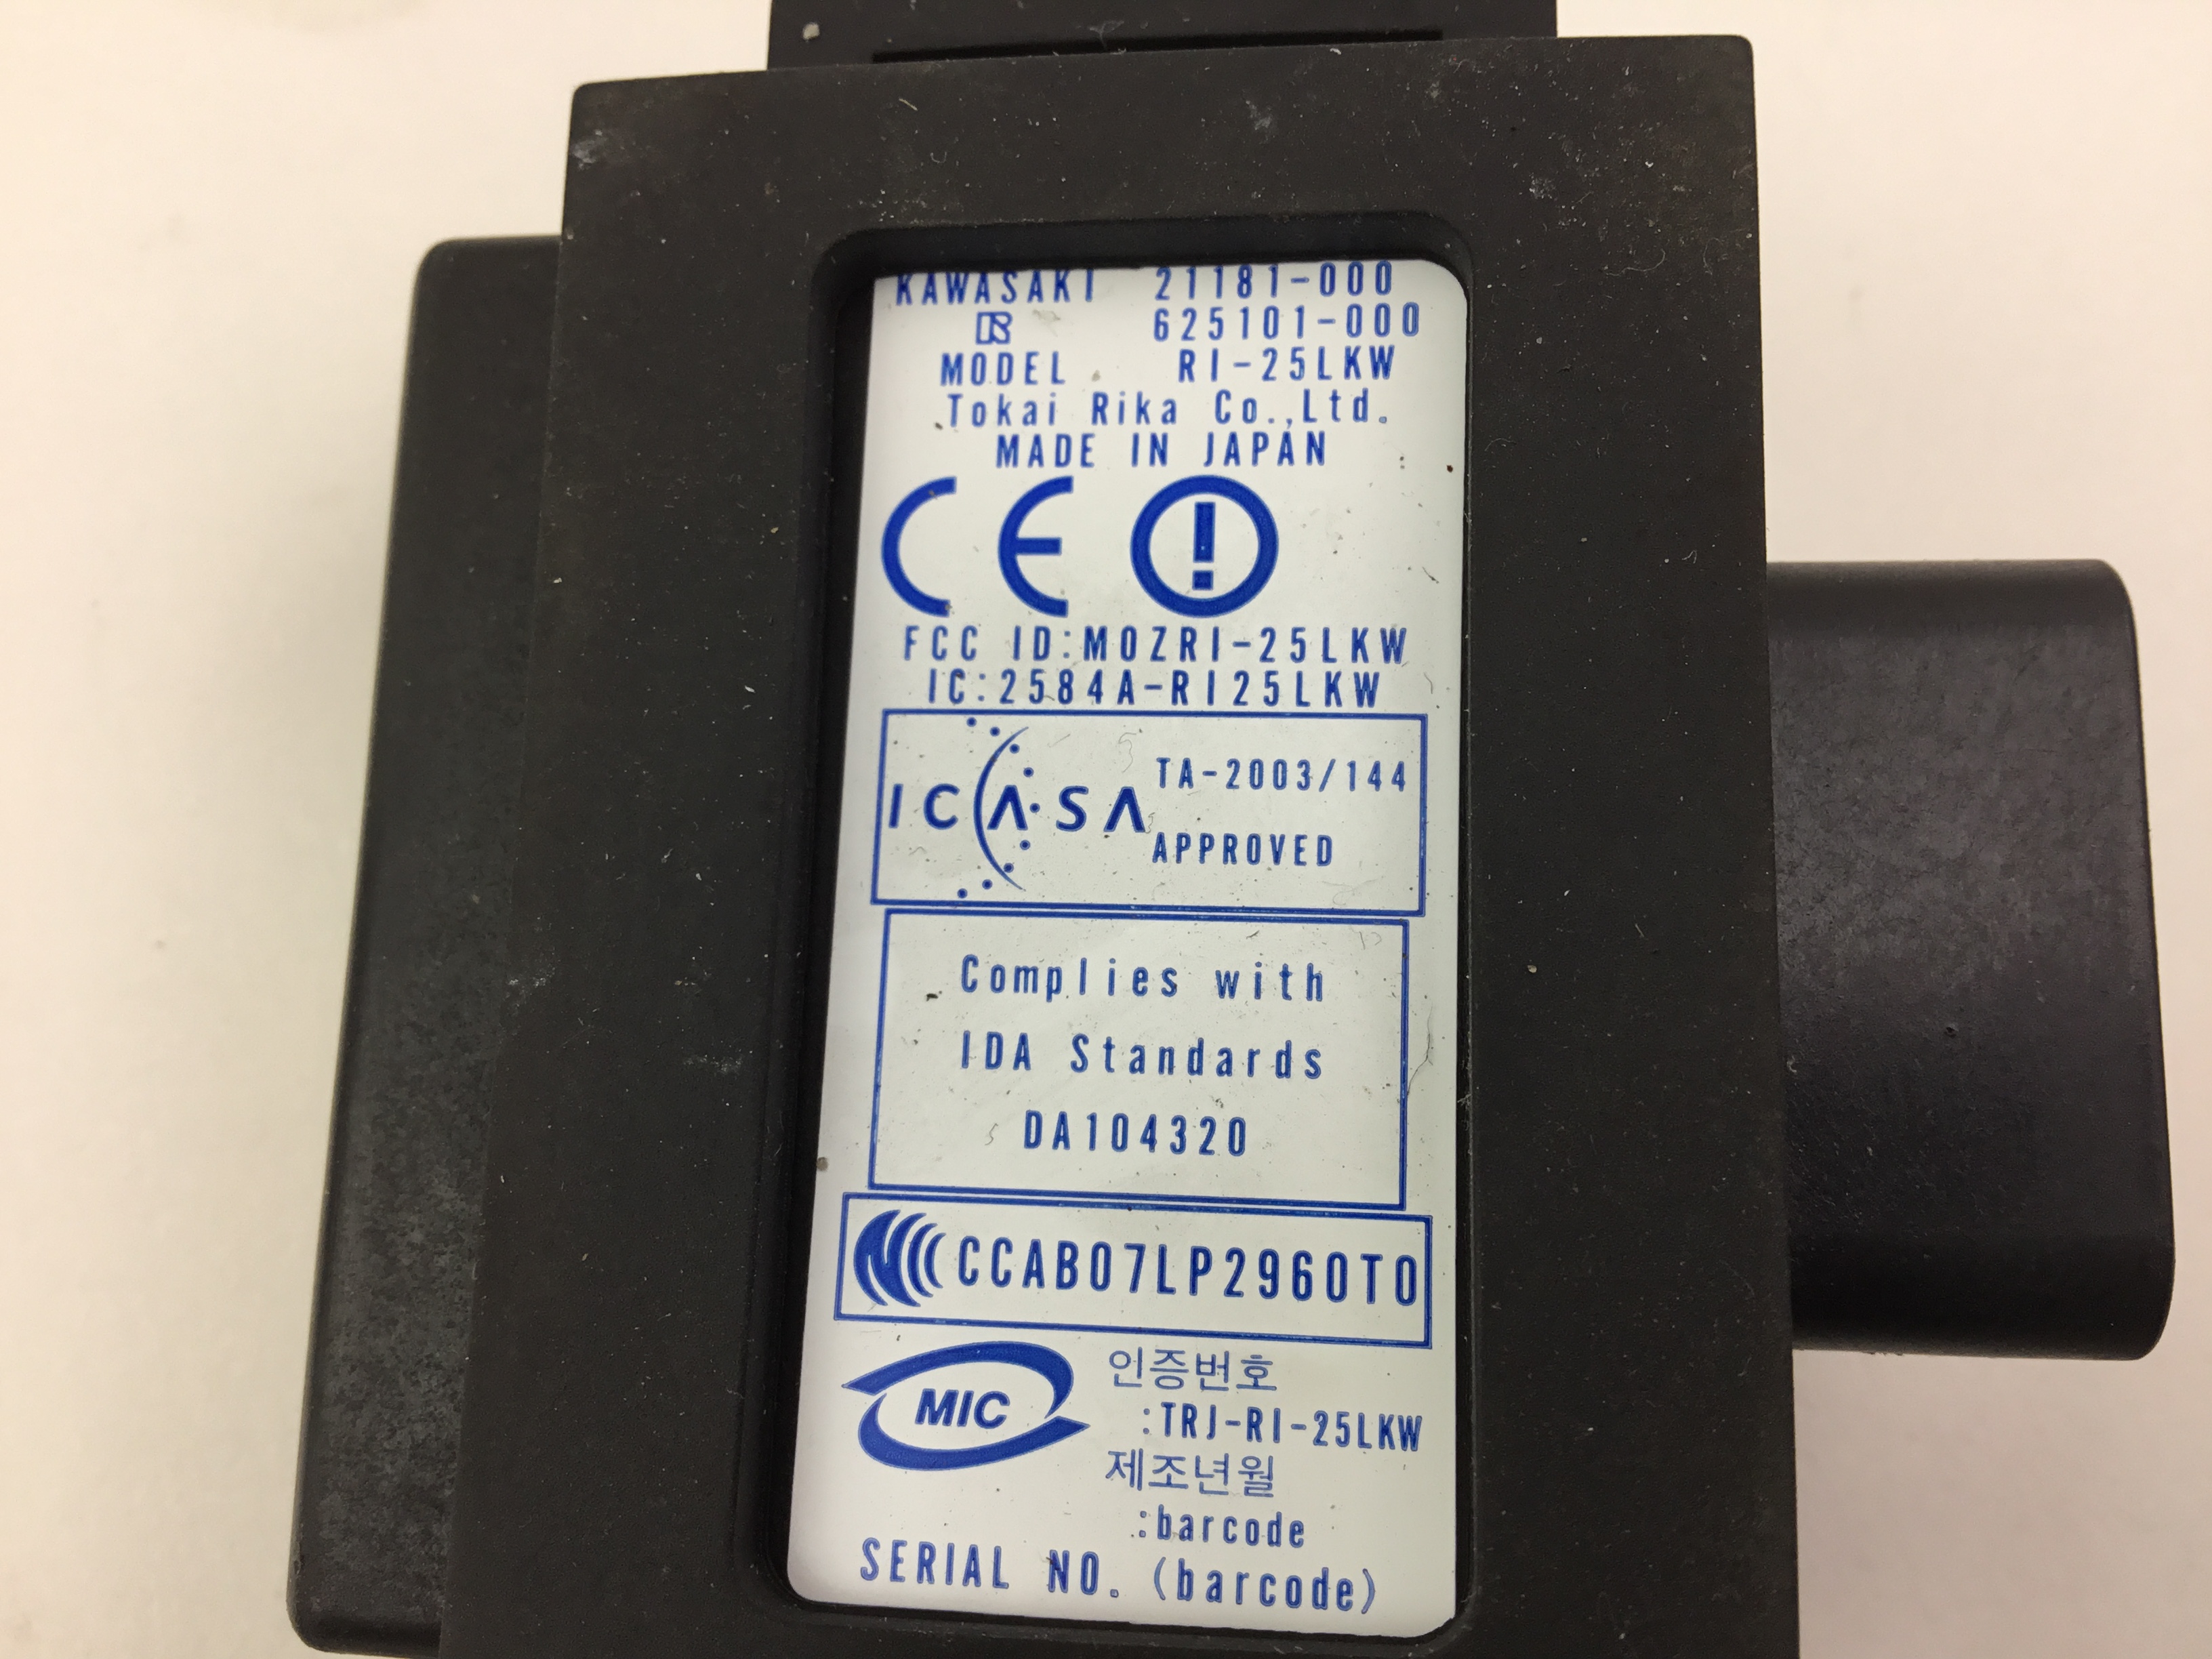 KAWASAKI 21181-000
R 625101-000
MODEL RI-25LKW
Tokai Rika Co.,Ltd.
MADE IN JAPAN
CE
FCC ID:MOZRI-25LKW
IC:2584A-RI25LKW
ICASA TA-2003/144
APPROVED
Complies with
IDA Standards
DA104320
CCAB07LP2960T0
MIC 인증번호
:TRJ-RI-25LKW
제조년월
:barcode
SERIAL NO. (barcode)